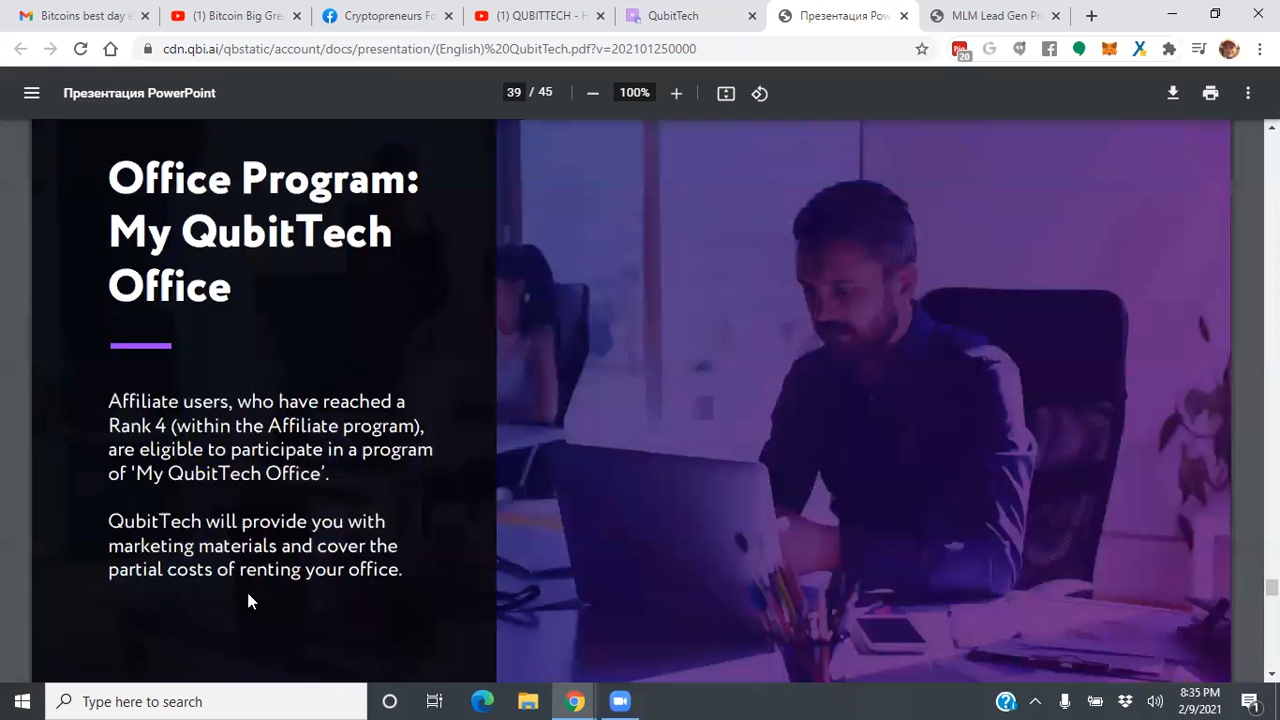 Bitcoins best day e
(1) Bitcoin Big Gre
Cryptopreneurs Fo
(1) QUBITTECH - H
QubitTech
Презентация Pow
MLM Lead Gen Pr
cdn.qbi.ai/qbstatic/account/docs/presentation/(English)%20QubitTech.pdf?v=202101250000
20
Презентация PowerPoint
39 / 45
100%
Office Program:
My QubitTech
Office
Affiliate users, who have reached a
Rank 4 (within the Affiliate program),
are eligible to participate in a program
of 'My QubitTech Office'.
QubitTech will provide you with
marketing materials and cover the
partial costs of renting your office.
Type here to search
8:35 PM
2/9/2021
1